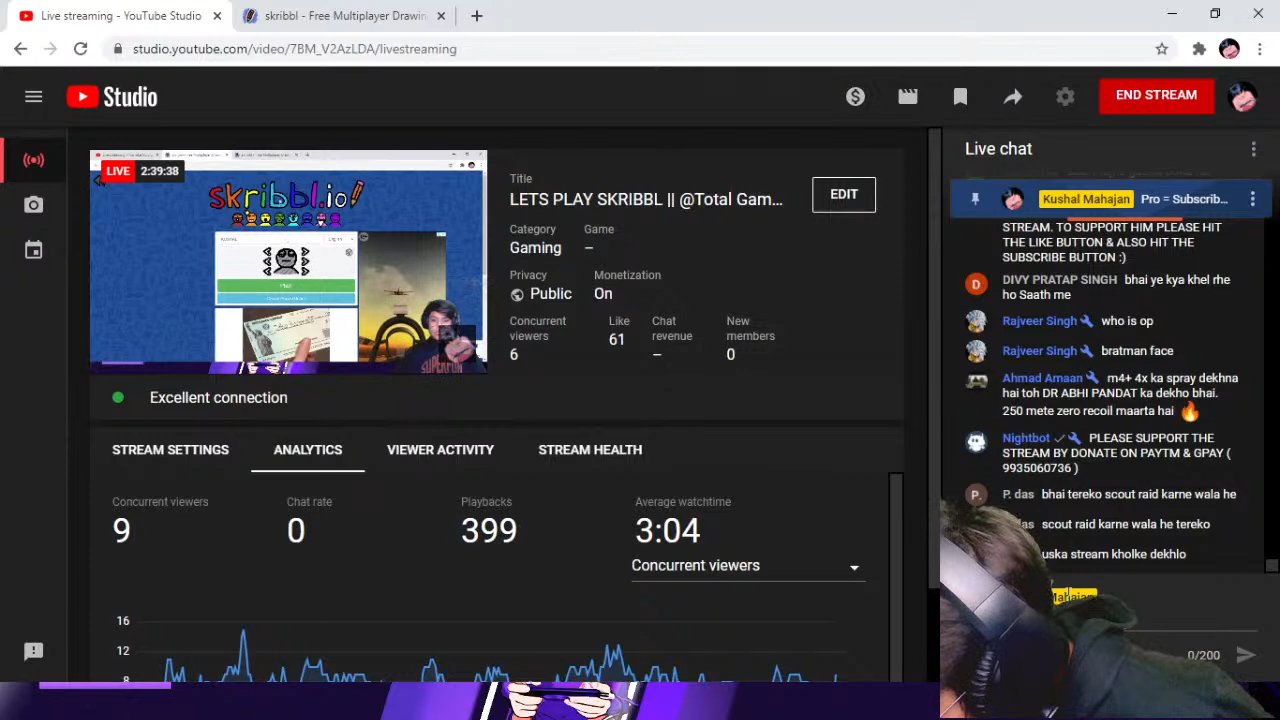 Live streaming - YouTube Studio
skribbl - Free Multiplayer Drawin
studio.youtube.com/video/7BM_V2AzLDA/livestreaming
Studio
END STREAM
LIVE 2:39:38
skribbl.io
Title
LETS PLAY SKRIBBL || @Total Gam...
EDIT
Category
Gaming
Game
–
Privacy
Public
Monetization
On
Concurrent
viewers
6
Like
61
Chat
revenue
–
New
members
0
Excellent connection
STREAM SETTINGS
ANALYTICS
VIEWER ACTIVITY
STREAM HEALTH
Concurrent viewers
9
Chat rate
0
Playbacks
399
Average watchtime
3:04
Concurrent viewers
16
12
8
Live chat
Kushal Mahajan Pro = Subscrib...
STREAM. TO SUPPORT HIM PLEASE HIT
THE LIKE BUTTON & ALSO HIT THE
SUBSCRIBE BUTTON :)
DIVY PRATAP SINGH bhai ye kya khel rhe
ho Saath me
Rajveer Singh who is op
Rajveer Singh bratman face
Ahmad Amaan m4+ 4x ka spray dekhna
hai toh DR ABHI PANDAT ka dekho bhai.
250 mete zero recoil maarta hai
Nightbot PLEASE SUPPORT THE
STREAM BY DONATE ON PAYTM & GPAY (
9935060736 )
P. das bhai tereko scout raid karne wala he
das scout raid karne wala he tereko
uska stream kholke dekhlo
Mahajan
0/200